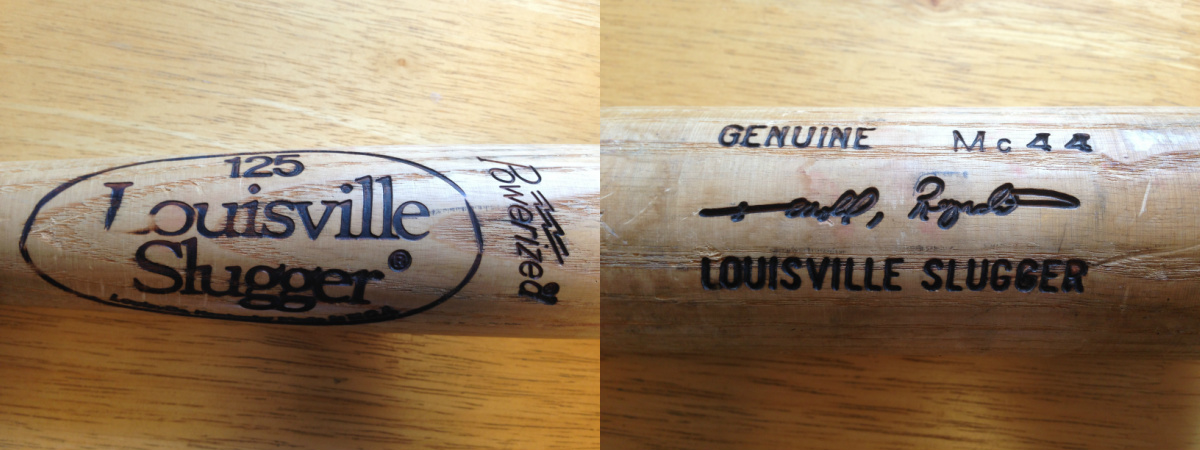 125
Louisville
Slugger®
Powerized
GENUINE Mc44
LOUISVILLE SLUGGER